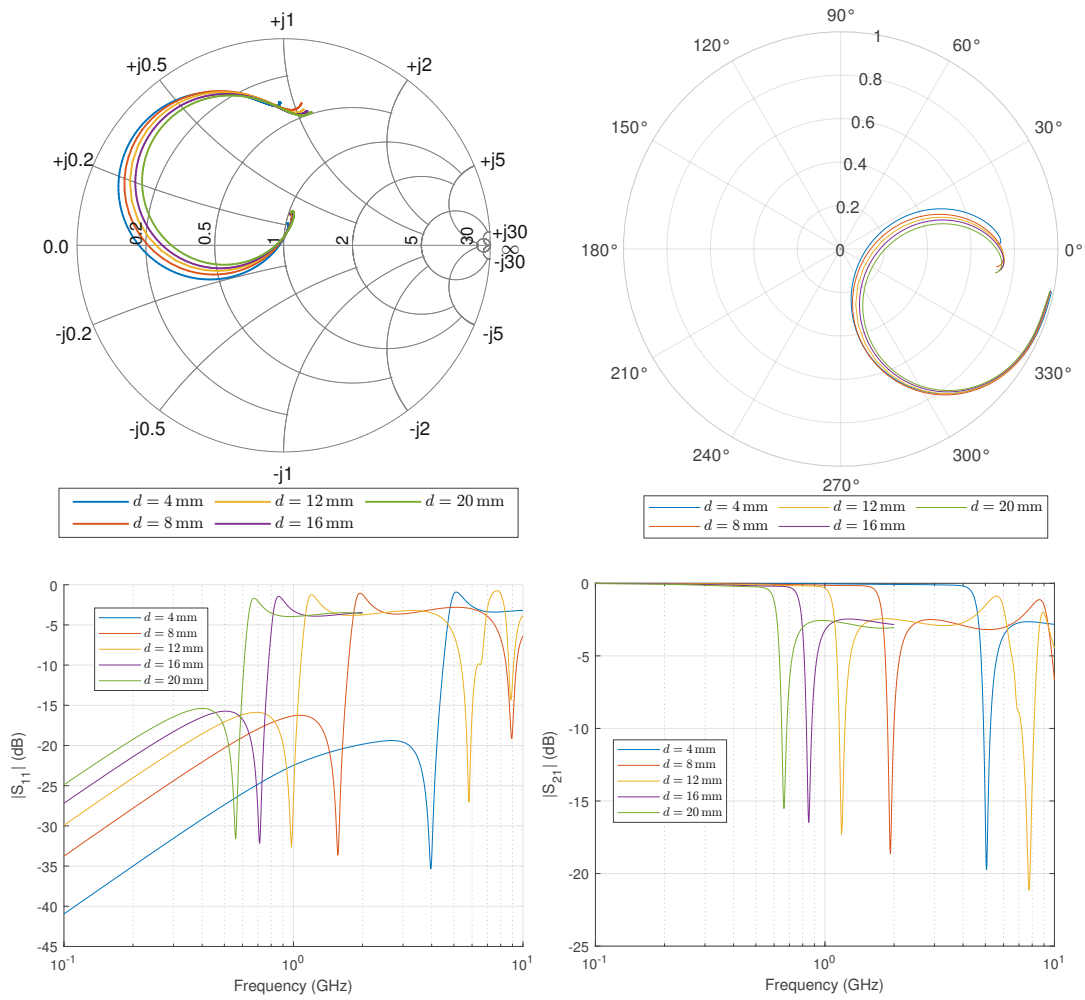 +j1
+j0.5
+j2
+j0.2
+j5
0.0
0.2
0.5
1
2
5
30
+j30
∞
-j30
-j0.2
-j5
-j0.5
-j2
-j1
d = 4 mm d = 12 mm d = 20 mm
d = 8 mm d = 16 mm
90°
120° 1 60°
0.8
0.6
150° 30°
0.4
0.2
180° 0 0°
210° 330°
240° 300°
270°
d = 4 mm d = 12 mm d = 20 mm
d = 8 mm d = 16 mm
0
-5
-10
-15
-20
-25
-30
-35
-40
-45
|S₁₁| (dB)
d = 4 mm
d = 8 mm
d = 12 mm
d = 16 mm
d = 20 mm
10⁻¹ 10⁰ 10¹
Frequency (GHz)
0
-5
-10
-15
-20
-25
|S₂₁| (dB)
d = 4 mm
d = 8 mm
d = 12 mm
d = 16 mm
d = 20 mm
10⁻¹ 10⁰ 10¹
Frequency (GHz)